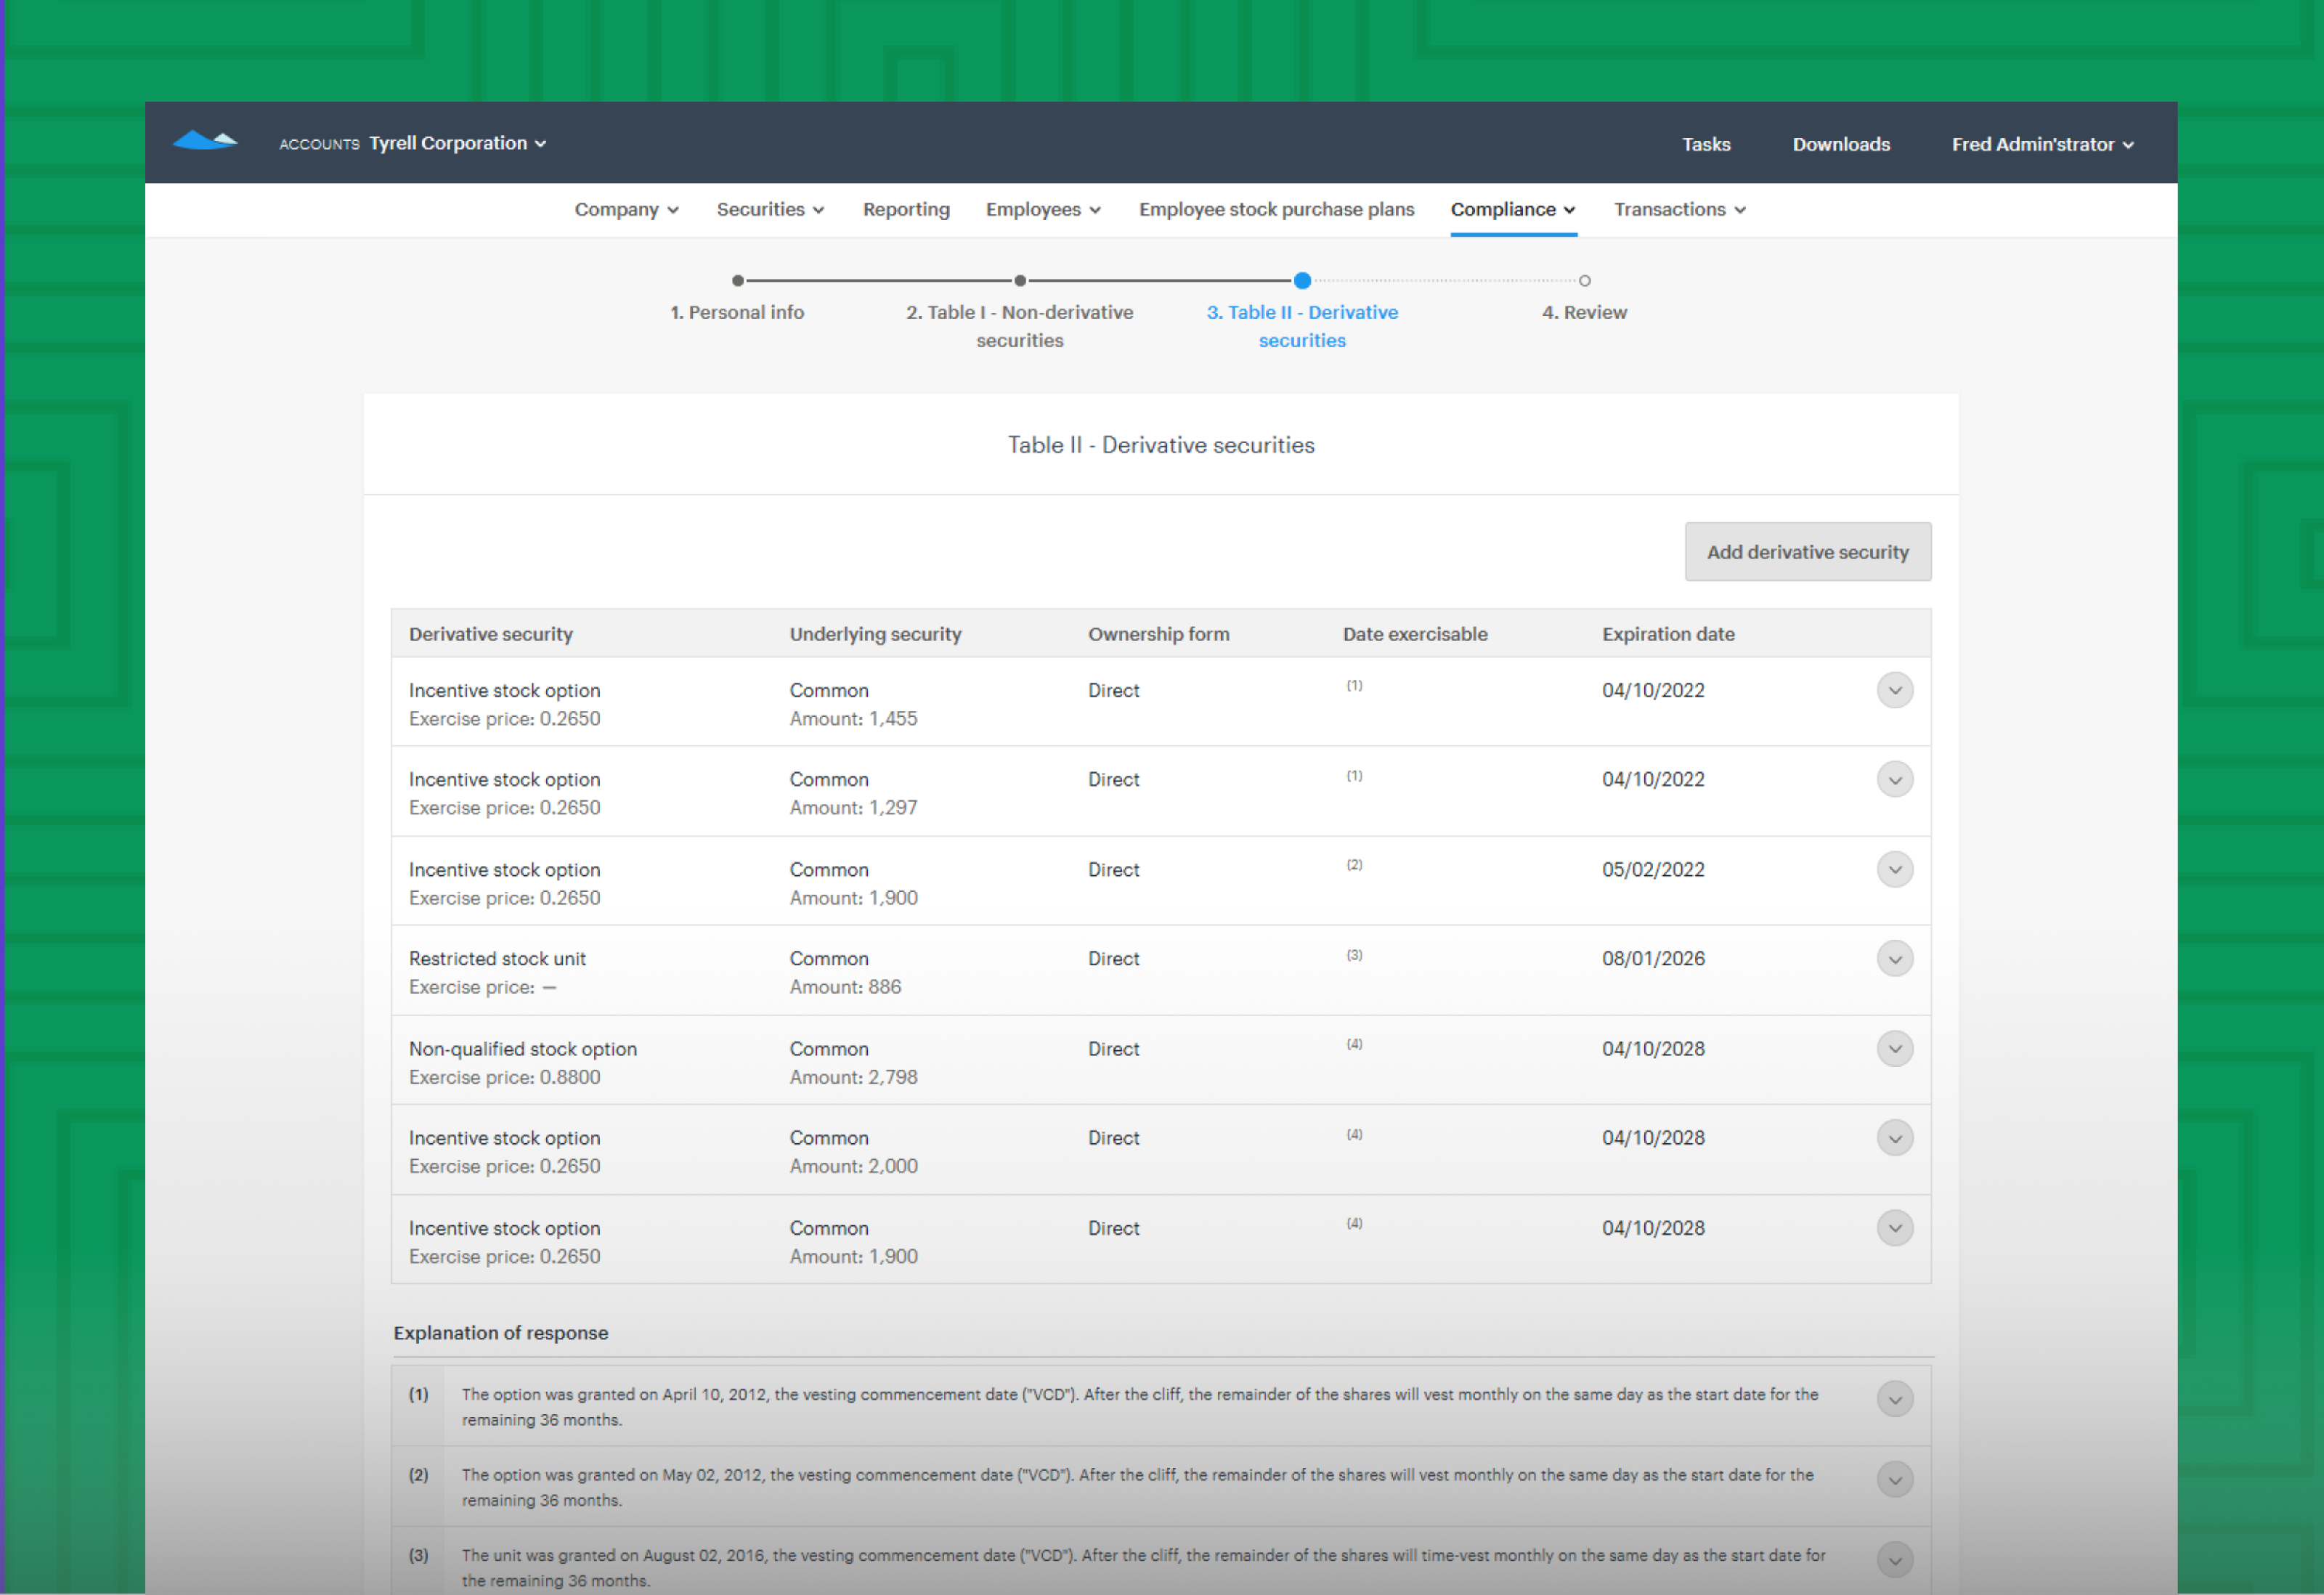 ACCOUNTS Tyrell Corporation
Tasks Downloads Fred Admin'strator
Company Securities Reporting Employees Employee stock purchase plans Compliance Transactions
1. Personal info 2. Table I - Non-derivative securities 3. Table II - Derivative securities 4. Review
Table II - Derivative securities
Add derivative security
Derivative security Underlying security Ownership form Date exercisable Expiration date
Incentive stock option Common Direct (1) 04/10/2022
Exercise price: 0.2650 Amount: 1,455
Incentive stock option Common Direct (1) 04/10/2022
Exercise price: 0.2650 Amount: 1,297
Incentive stock option Common Direct (2) 05/02/2022
Exercise price: 0.2650 Amount: 1,900
Restricted stock unit Common Direct (3) 08/01/2026
Exercise price: — Amount: 886
Non-qualified stock option Common Direct (4) 04/10/2028
Exercise price: 0.8800 Amount: 2,798
Incentive stock option Common Direct (4) 04/10/2028
Exercise price: 0.2650 Amount: 2,000
Incentive stock option Common Direct (4) 04/10/2028
Exercise price: 0.2650 Amount: 1,900
Explanation of response
(1) The option was granted on April 10, 2012, the vesting commencement date ("VCD"). After the cliff, the remainder of the shares will vest monthly on the same day as the start date for the
remaining 36 months.
(2) The option was granted on May 02, 2012, the vesting commencement date ("VCD"). After the cliff, the remainder of the shares will vest monthly on the same day as the start date for the
remaining 36 months.
(3) The unit was granted on August 02, 2016, the vesting commencement date ("VCD"). After the cliff, the remainder of the shares will time-vest monthly on the same day as the start date for
the remaining 36 months.